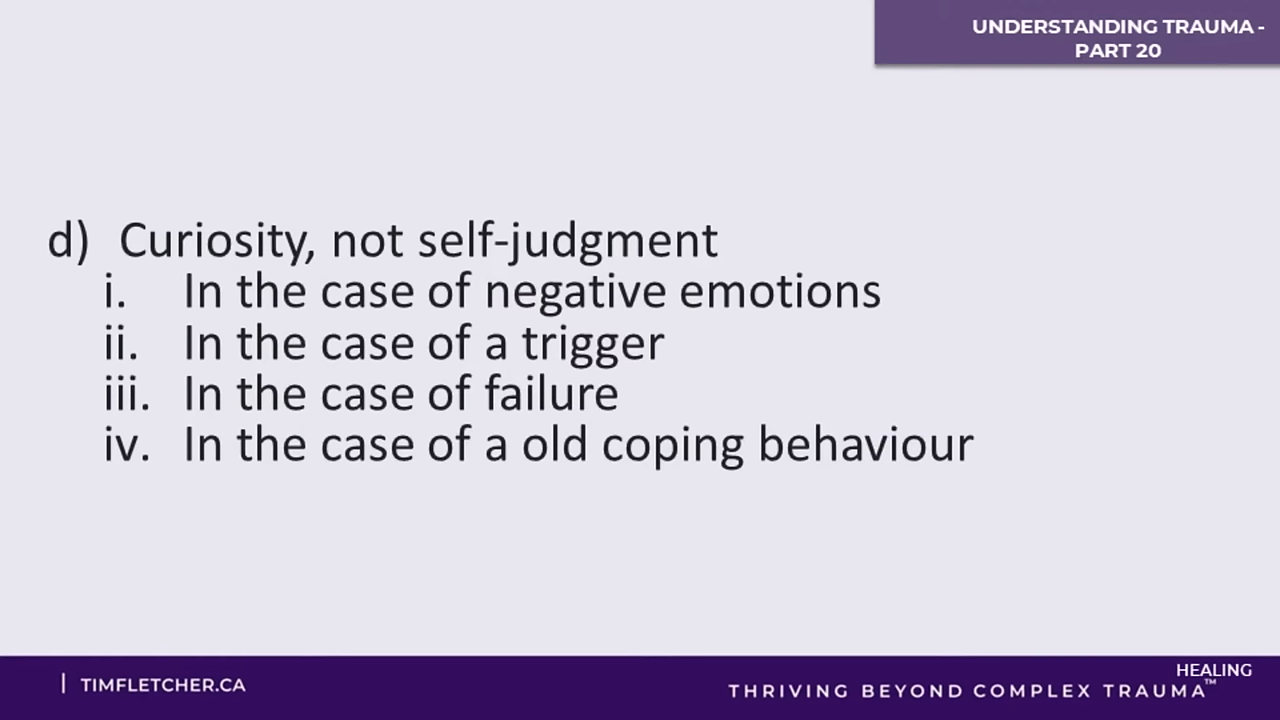 UNDERSTANDING TRAUMA -
PART 20
d) Curiosity, not self-judgment
i. In the case of negative emotions
ii. In the case of a trigger
iii. In the case of failure
iv. In the case of a old coping behaviour
| TIMFLETCHER.CA
HEALING
THRIVING BEYOND COMPLEX TRAUMA™